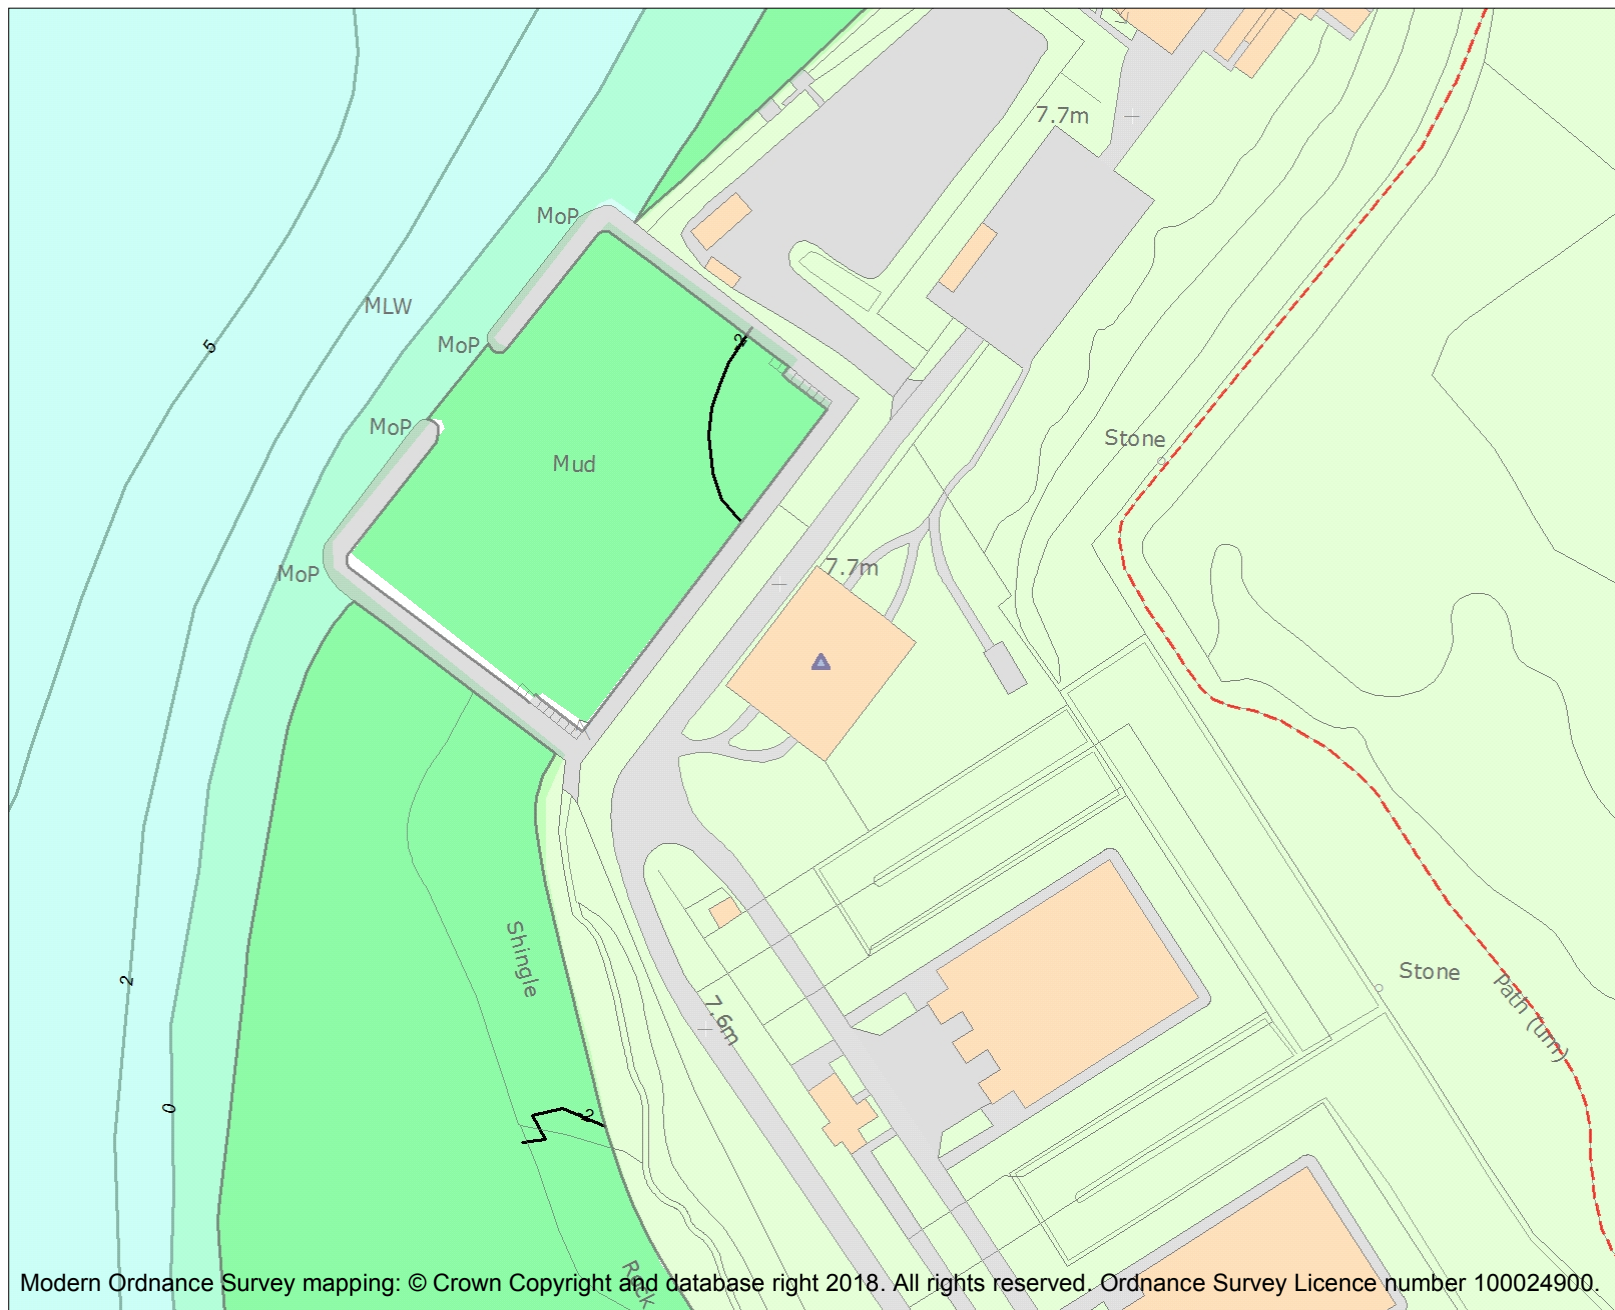 7.7m
MoP
MLW
5
2
MoP
MoP
Stone
Mud
7.7m
MoP
Shingle
Stone
2
Path (um)
7.6m
0
2
Rock
Modern Ordnance Survey mapping: © Crown Copyright and database right 2018. All rights reserved. Ordnance Survey Licence number 100024900.